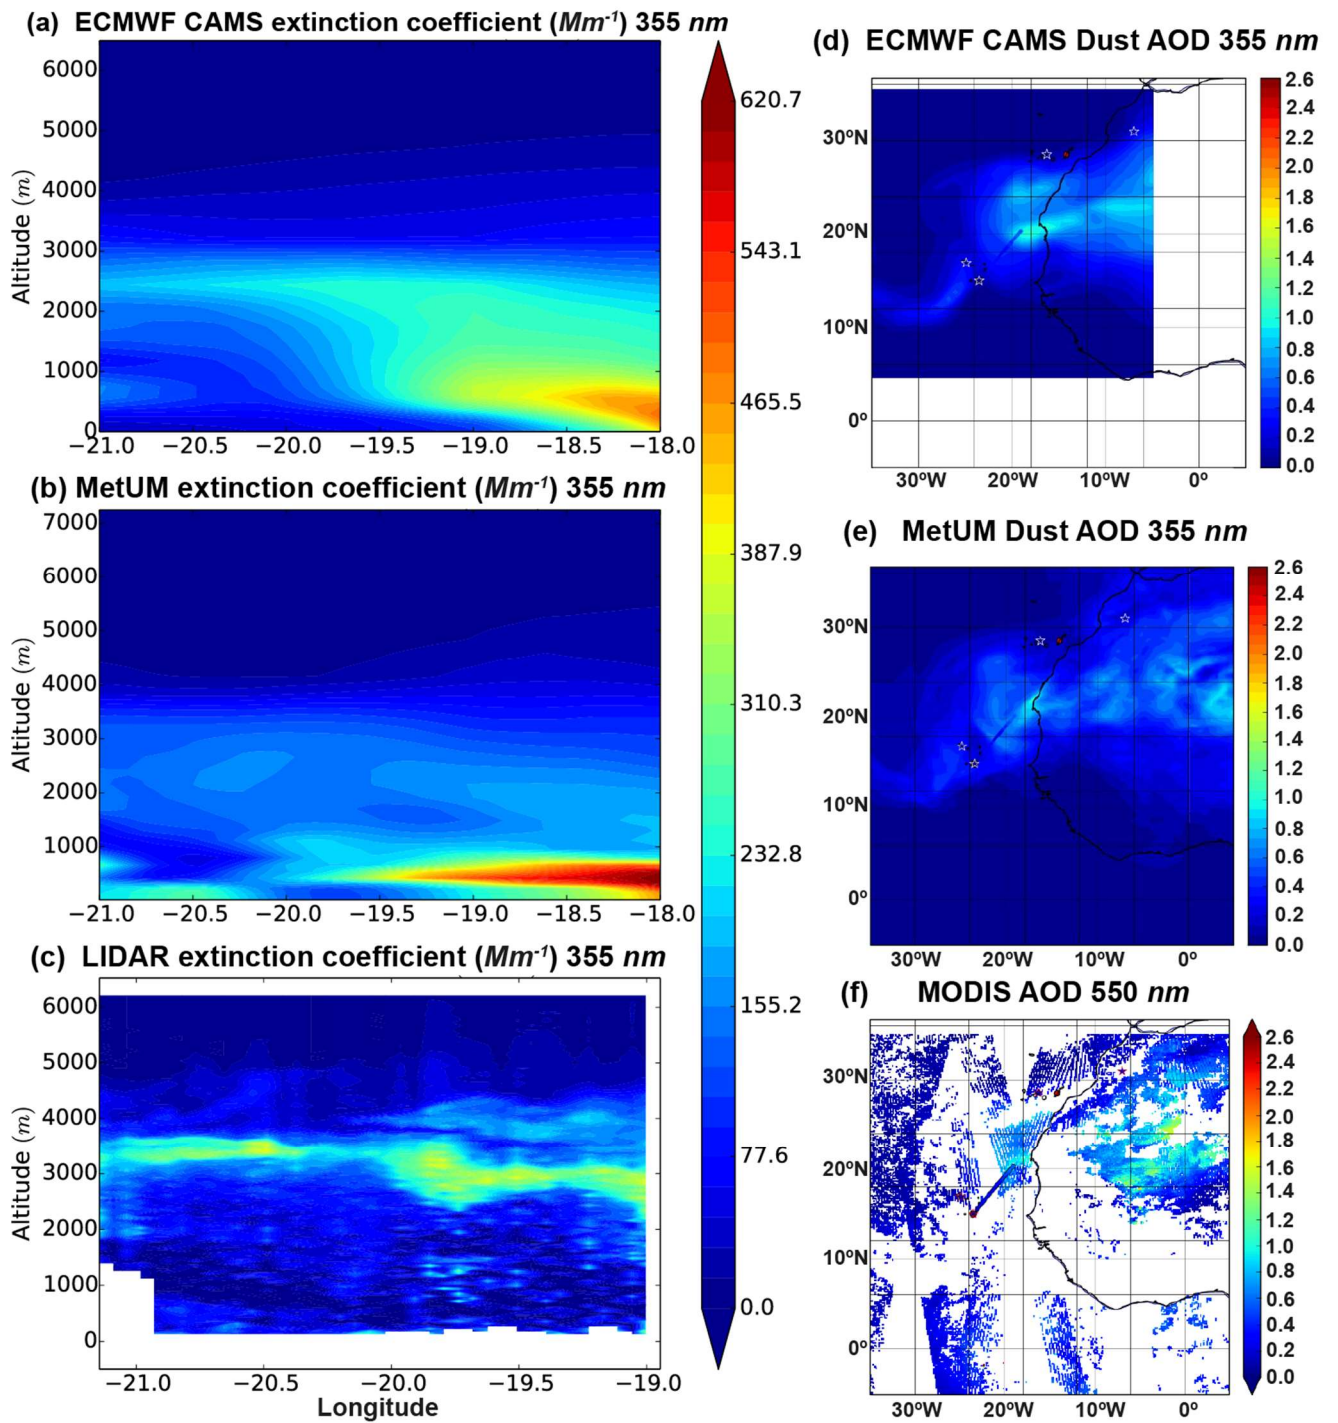 (a) ECMWF CAMS extinction coefficient (Mm⁻¹) 355 nm
6000
5000
4000
3000
2000
1000
0
Altitude (m)
−21.0 −20.5 −20.0 −19.5 −19.0 −18.5 −18.0
(b) MetUM extinction coefficient (Mm⁻¹) 355 nm
7000
6000
5000
4000
3000
2000
1000
0
Altitude (m)
−21.0 −20.5 −20.0 −19.5 −19.0 −18.5 −18.0
(c) LIDAR extinction coefficient (Mm⁻¹) 355 nm
6000
5000
4000
3000
2000
1000
0
Altitude (m)
−21.0 −20.5 −20.0 −19.5 −19.0
Longitude
620.7
543.1
465.5
387.9
310.3
232.8
155.2
77.6
0.0
(d) ECMWF CAMS Dust AOD 355 nm
30ºN
20ºN
10ºN
0º
30ºW 20ºW 10ºW
2.6
2.4
2.2
2.0
1.8
1.6
1.4
1.2
1.0
0.8
0.6
0.4
0.2
0.0
(e) MetUM Dust AOD 355 nm
30ºN
20ºN
10ºN
0º
30ºW 20ºW 10ºW 0º
2.6
2.4
2.2
2.0
1.8
1.6
1.4
1.2
1.0
0.8
0.6
0.4
0.2
0.0
(f) MODIS AOD 550 nm
30ºN
20ºN
10ºN
0º
30ºW 20ºW 10ºW 0º
2.6
2.4
2.2
2.0
1.8
1.6
1.4
1.2
1.0
0.8
0.6
0.4
0.2
0.0